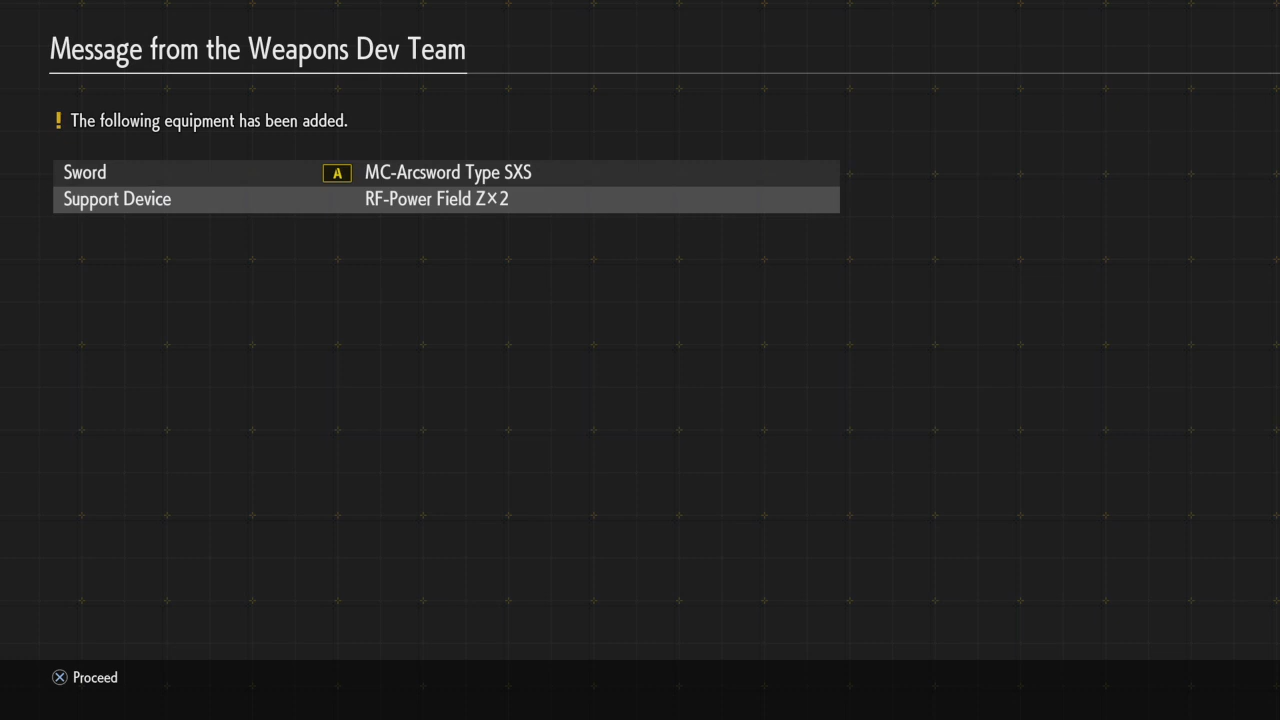 Message from the Weapons Dev Team
! The following equipment has been added.
Sword A MC-Arcsword Type SXS
Support Device RF-Power Field Z×2
Proceed